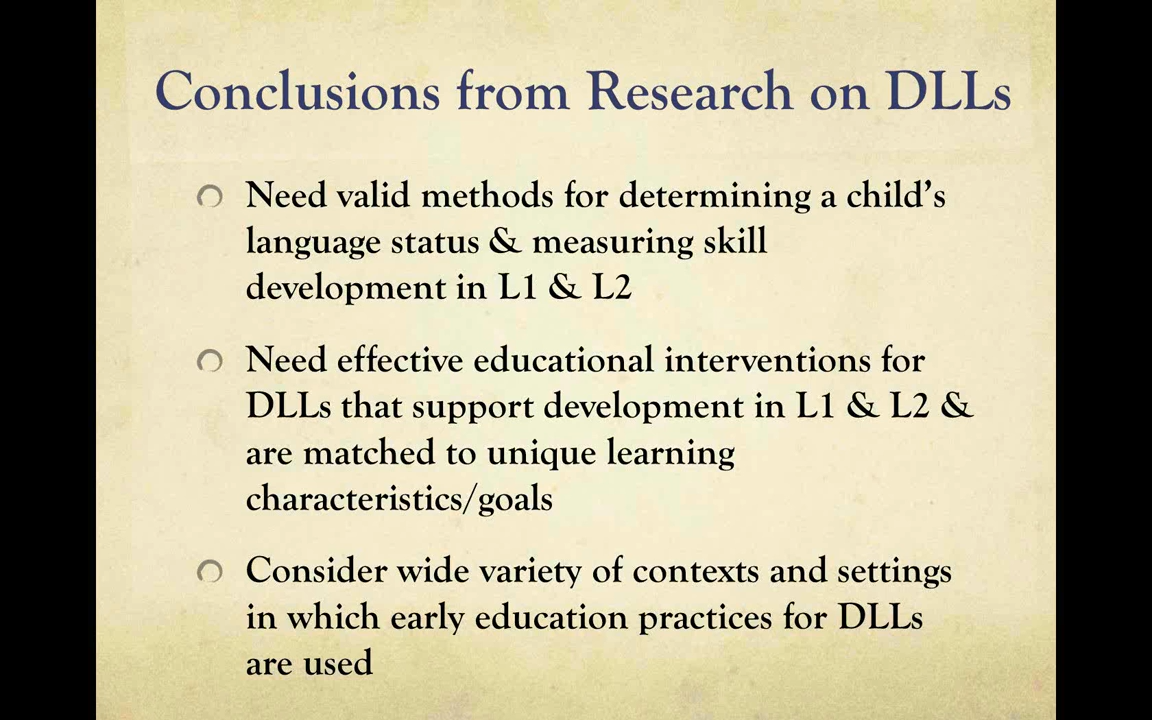 Conclusions from Research on DLLs
Need valid methods for determining a child’s
language status & measuring skill
development in L1 & L2
Need effective educational interventions for
DLLs that support development in L1 & L2 &
are matched to unique learning
characteristics/goals
Consider wide variety of contexts and settings
in which early education practices for DLLs
are used